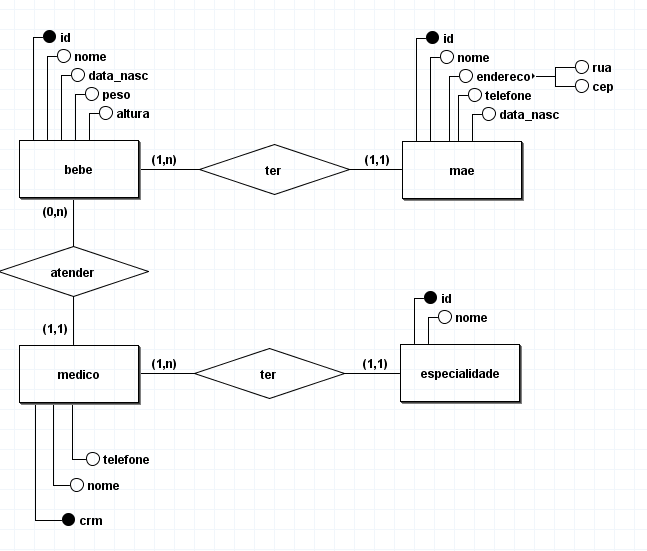 id
nome
data_nasc
peso
altura
bebe
(1,n)
ter
(1,1)
id
nome
endereco
rua
cep
telefone
data_nasc
mae
(0,n)
atender
(1,1)
medico
(1,n)
ter
(1,1)
id
nome
especialidade
telefone
nome
crm